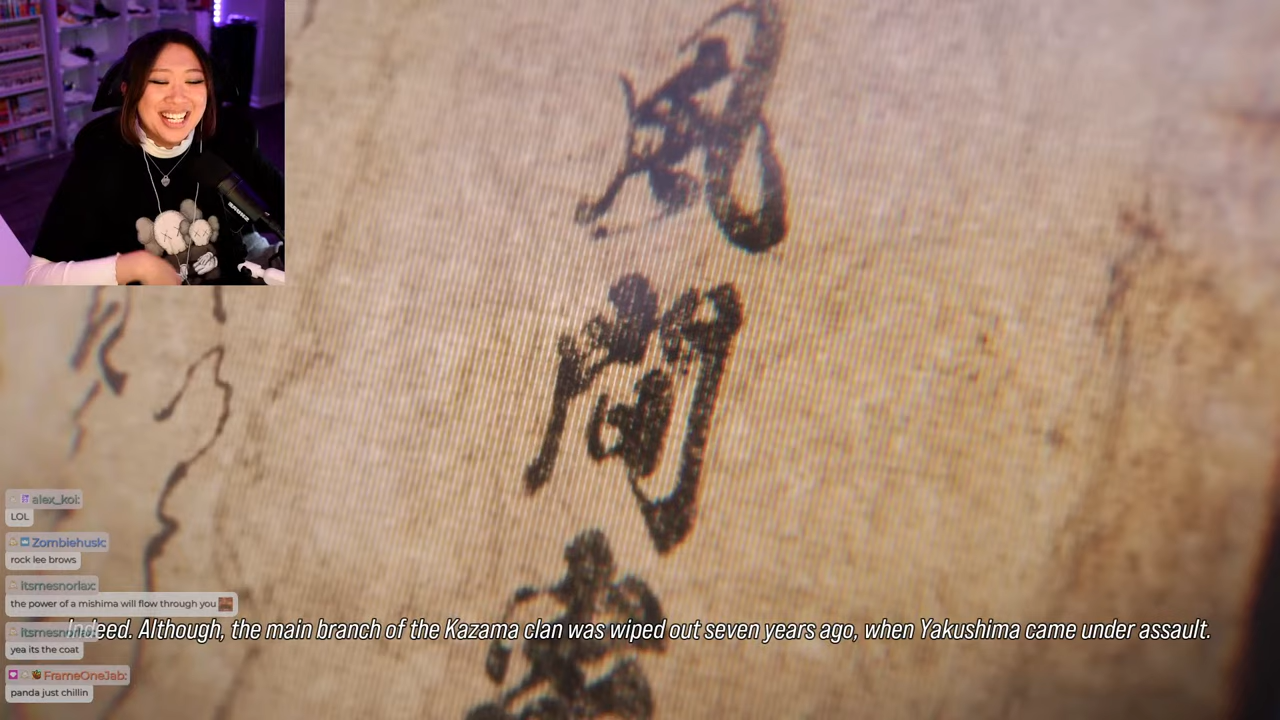 風
間
alex_koi:
LOL
Zombiehusk:
rock lee brows
itsmesnorlax:
the power of a mishima will flow through you
itsmesnorlax:
yea its the coat
FrameOneJab:
panda just chillin
Indeed. Although, the main branch of the Kazama clan was wiped out seven years ago, when Yakushima came under assault.